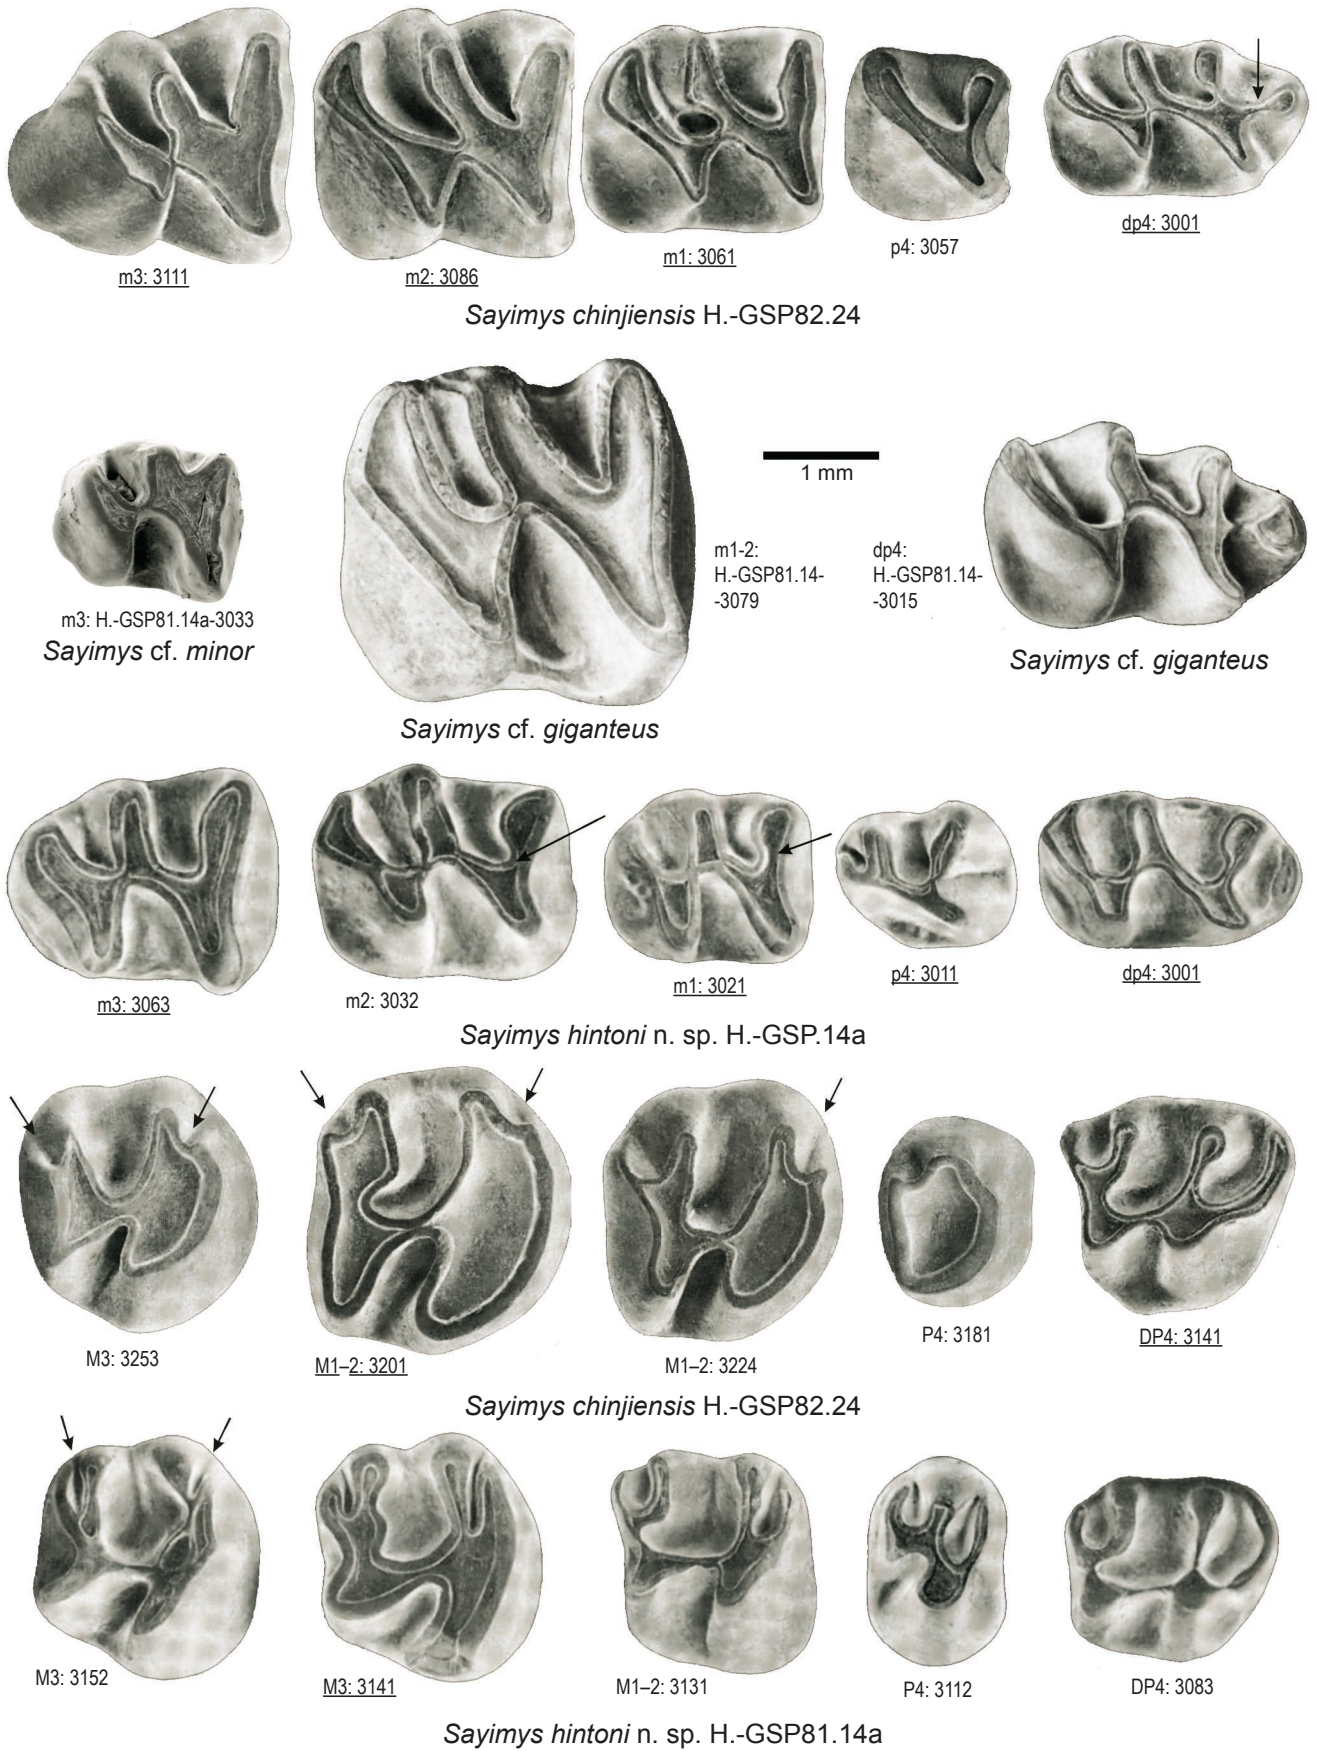 m3: 3111
m2: 3086
m1: 3061
p4: 3057
dp4: 3001
Sayimys chinjiensis H.-GSP82.24
1 mm
m3: H.-GSP81.14a-3033
Sayimys cf. minor
m1-2:
H.-GSP81.14-
-3079
dp4:
H.-GSP81.14-
-3015
Sayimys cf. giganteus
Sayimys cf. giganteus
m3: 3063
m2: 3032
m1: 3021
p4: 3011
dp4: 3001
Sayimys hintoni n. sp. H.-GSP.14a
M3: 3253
M1–2: 3201
M1–2: 3224
P4: 3181
DP4: 3141
Sayimys chinjiensis H.-GSP82.24
M3: 3152
M3: 3141
M1–2: 3131
P4: 3112
DP4: 3083
Sayimys hintoni n. sp. H.-GSP81.14a